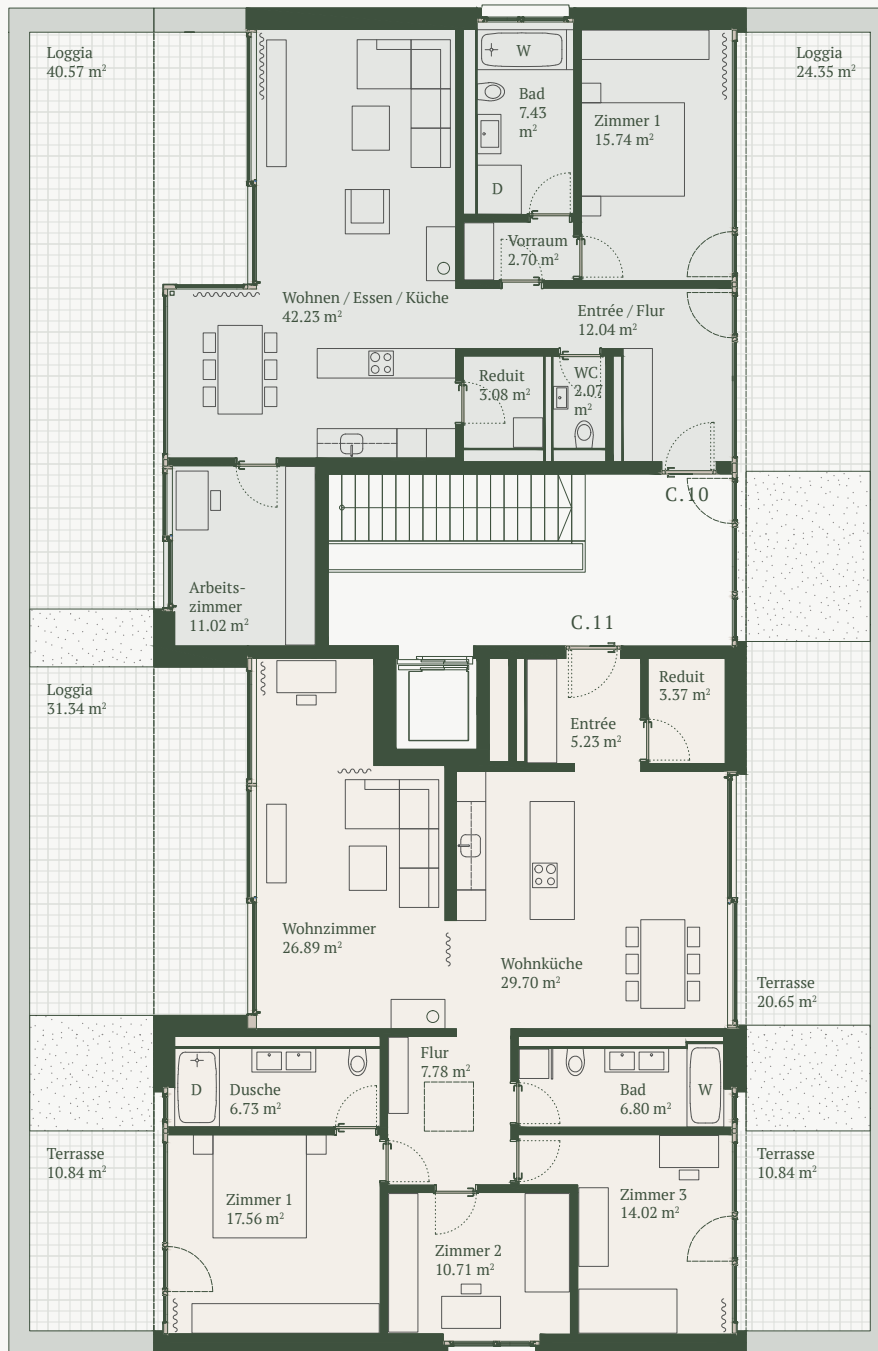 Loggia
40.57 m²
W
Bad
7.43
m²
Zimmer 1
15.74 m²
Loggia
24.35 m²
D
Vorraum
2.70 m²
Wohnen / Essen / Küche
42.23 m²
Entrée / Flur
12.04 m²
Reduit
3.08 m²
WC
2.07
m²
C.10
Arbeits-
zimmer
11.02 m²
C.11
Loggia
31.34 m²
Reduit
3.37 m²
Entrée
5.23 m²
Wohnzimmer
26.89 m²
Wohnküche
29.70 m²
Terrasse
20.65 m²
Flur
7.78 m²
D
Dusche
6.73 m²
Bad
6.80 m²
W
Terrasse
10.84 m²
Terrasse
10.84 m²
Zimmer 1
17.56 m²
Zimmer 3
14.02 m²
Zimmer 2
10.71 m²